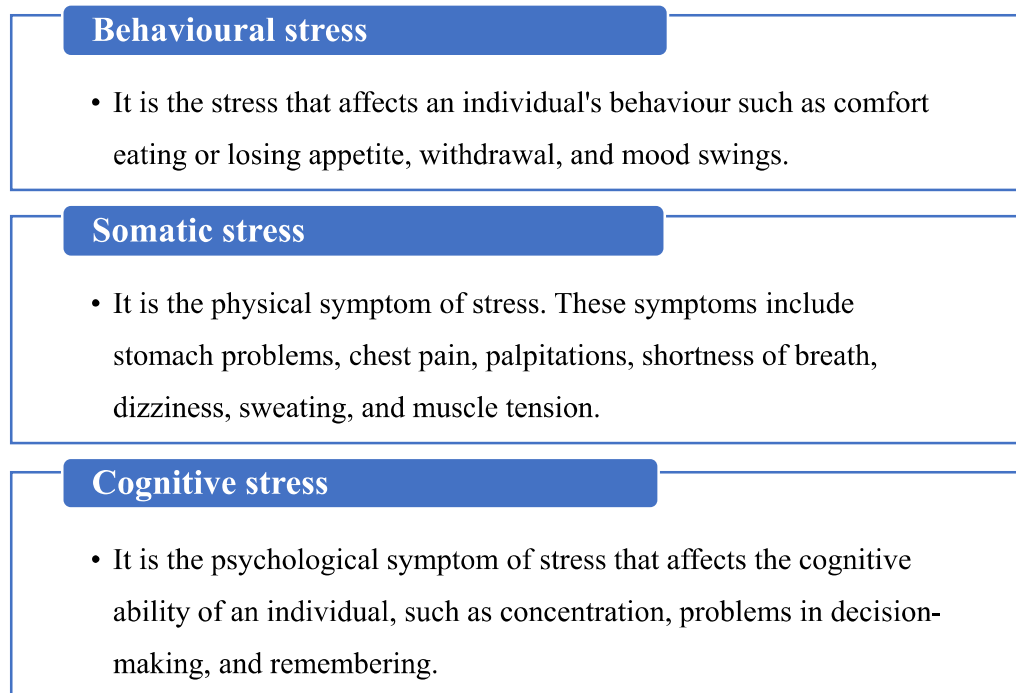 Behavioural stress
• It is the stress that affects an individual's behaviour such as comfort
eating or losing appetite, withdrawal, and mood swings.
Somatic stress
• It is the physical symptom of stress. These symptoms include
stomach problems, chest pain, palpitations, shortness of breath,
dizziness, sweating, and muscle tension.
Cognitive stress
• It is the psychological symptom of stress that affects the cognitive
ability of an individual, such as concentration, problems in decision-
making, and remembering.